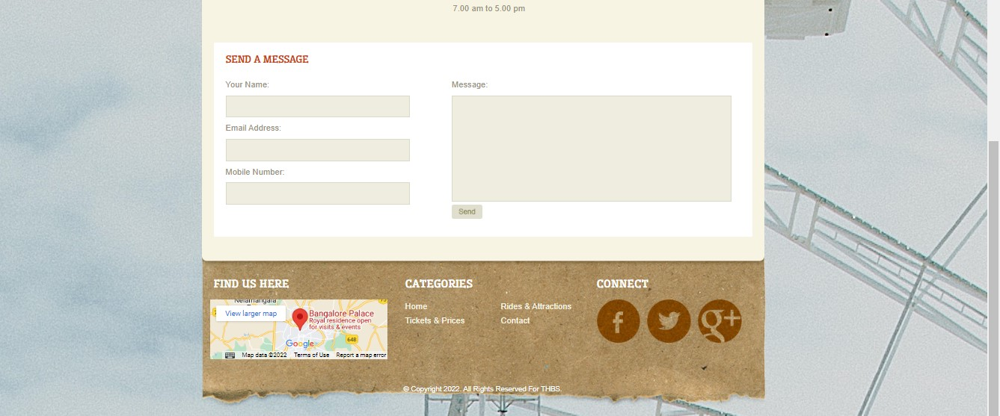 7.00 am to 5.00 pm
SEND A MESSAGE
Your Name:
Message:
Email Address:
Mobile Number:
Send
FIND US HERE
Nelamangala
75
View larger map
Bangalore Palace
Royal residence open
for visits & events
Google
648
Map data ©2022
Terms of Use
Report a map error
CATEGORIES
Home
Rides & Attractions
Tickets & Prices
Contact
CONNECT
f
g+
© Copyright 2022. All Rights Reserved For THBS.